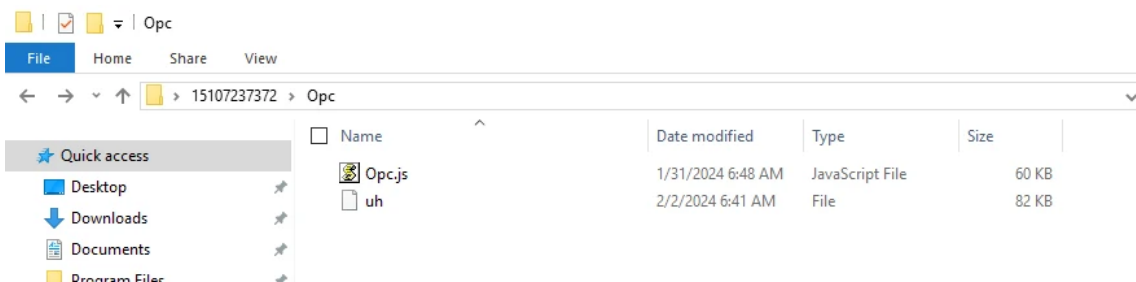 Opc
File Home Share View
15107237372 Opc
Name Date modified Type Size
Quick access
Opc.js 1/31/2024 6:48 AM JavaScript File 60 KB
Desktop
uh 2/2/2024 6:41 AM File 82 KB
Downloads
Documents
Program Files